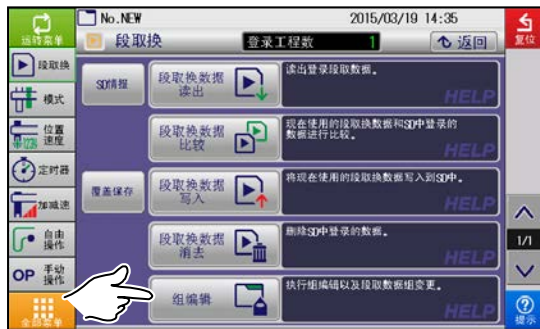 No.NEW 2015/03/19 14:35
运转菜单
段取换 登录工程数 1 返回
复位
段取换
模式
位置
速度
定时器
加减速
自由
操作
OP 手动
操作
全部菜单
SD情报
覆盖保存
段取换数据
读出
读出登录段取数据。
HELP
段取换数据
比较
现在使用的段取换数据和SD中登录的
数据进行比较。
HELP
段取换数据
写入
将现在使用的段取换数据写入到SD中。
HELP
段取换数据
消去
删除SD中登录的数据。
HELP
组编辑
执行组编辑以及段取数据组变更。
HELP
1/1
提示